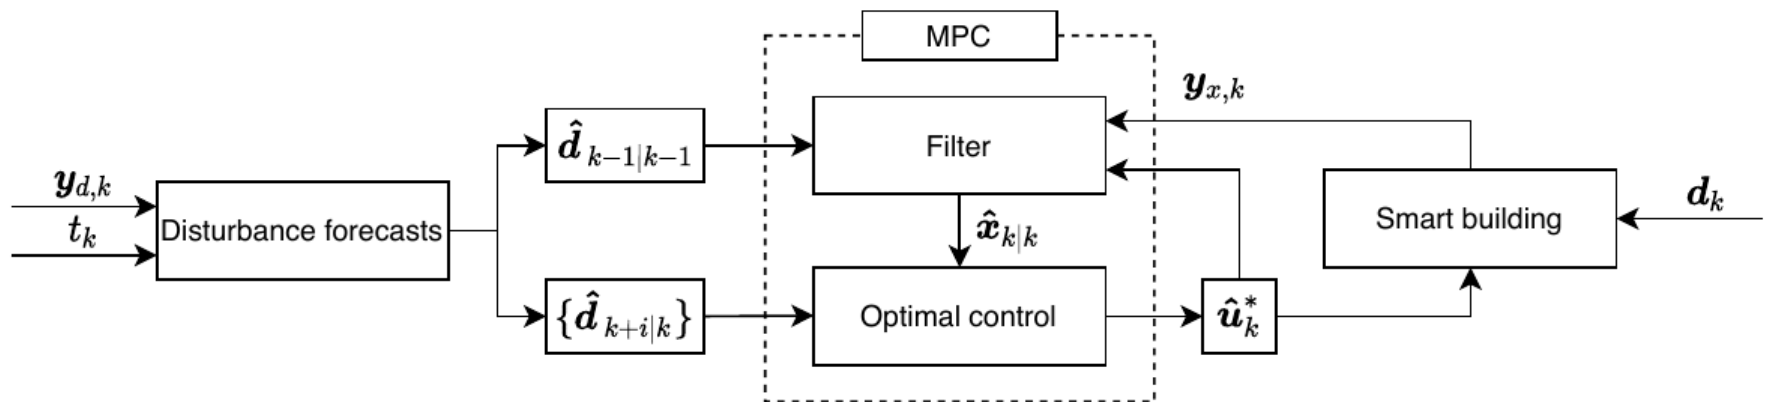 MPC
y_{x,k}
\hat{d}_{k-1|k-1}
Filter
y_{d,k}
d_k
t_k
Disturbance forecasts
Smart building
\hat{x}_{k|k}
{\hat{d}_{k+i|k}}
Optimal control
\hat{u}_k^*